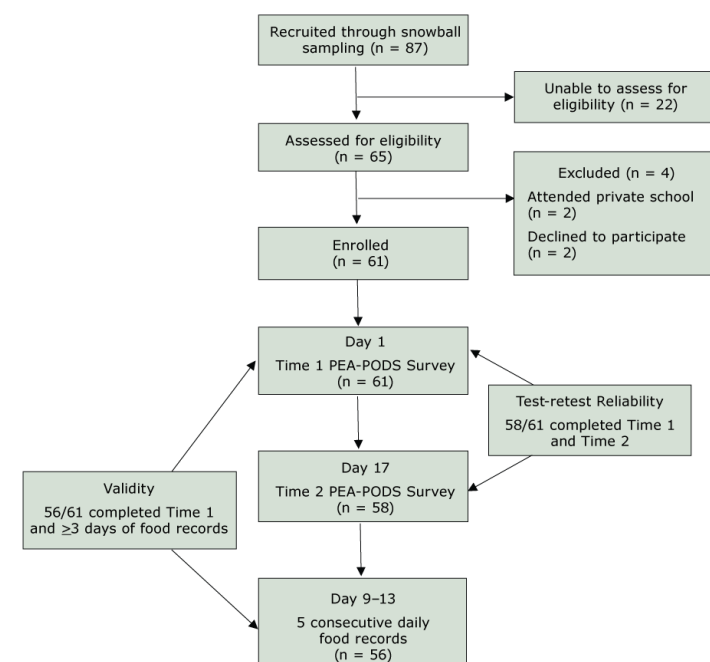 Recruited through snowball
sampling (n = 87)
Unable to assess for
eligibility (n = 22)
Assessed for eligibility
(n = 65)
Excluded (n = 4)
Attended private school
(n = 2)
Declined to participate
(n = 2)
Enrolled
(n = 61)
Day 1
Time 1 PEA-PODS Survey
(n = 61)
Test-retest Reliability
58/61 completed Time 1
and Time 2
Day 17
Time 2 PEA-PODS Survey
(n = 58)
Validity
56/61 completed Time 1
and ≥3 days of food records
Day 9–13
5 consecutive daily
food records
(n = 56)